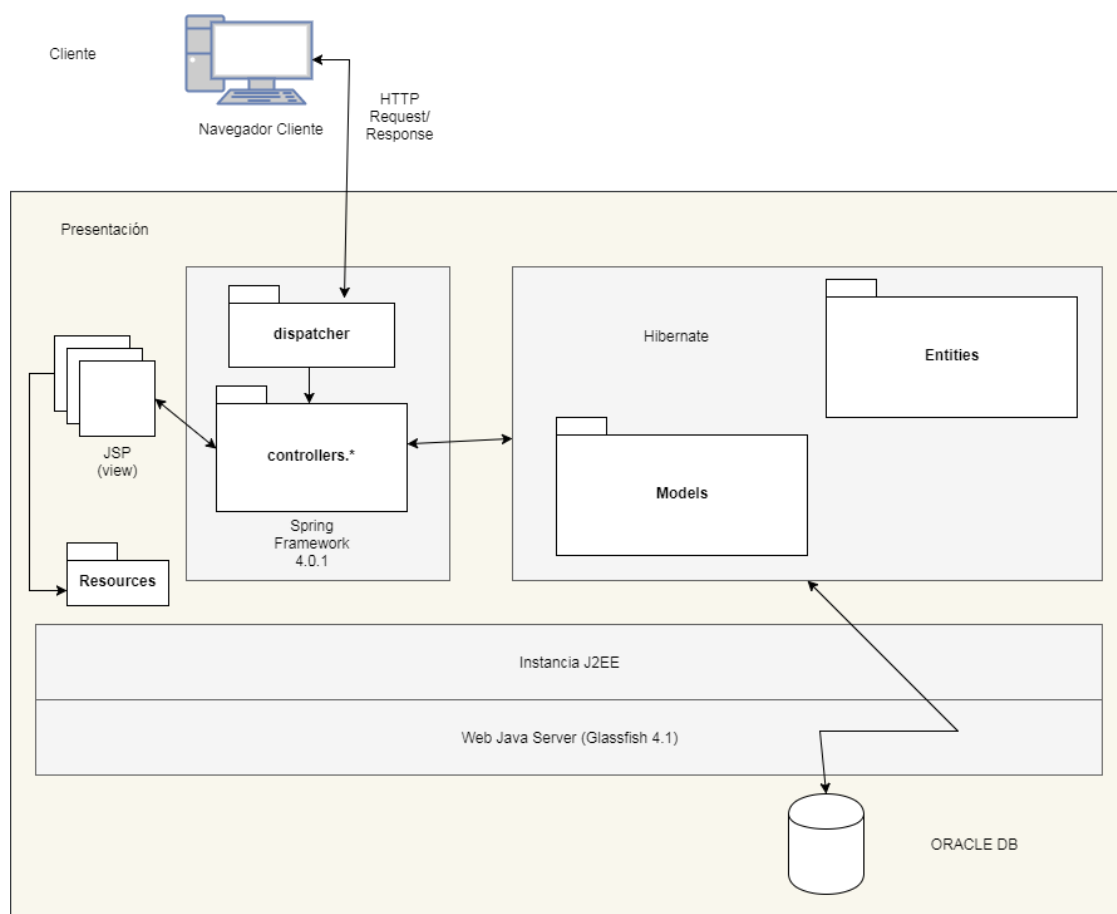 Cliente
Navegador Cliente
HTTP
Request/
Response
Presentación
dispatcher
Hibernate
Entities
JSP
(view)
controllers.*
Models
Spring
Framework
4.0.1
Resources
Instancia J2EE
Web Java Server (Glassfish 4.1)
ORACLE DB